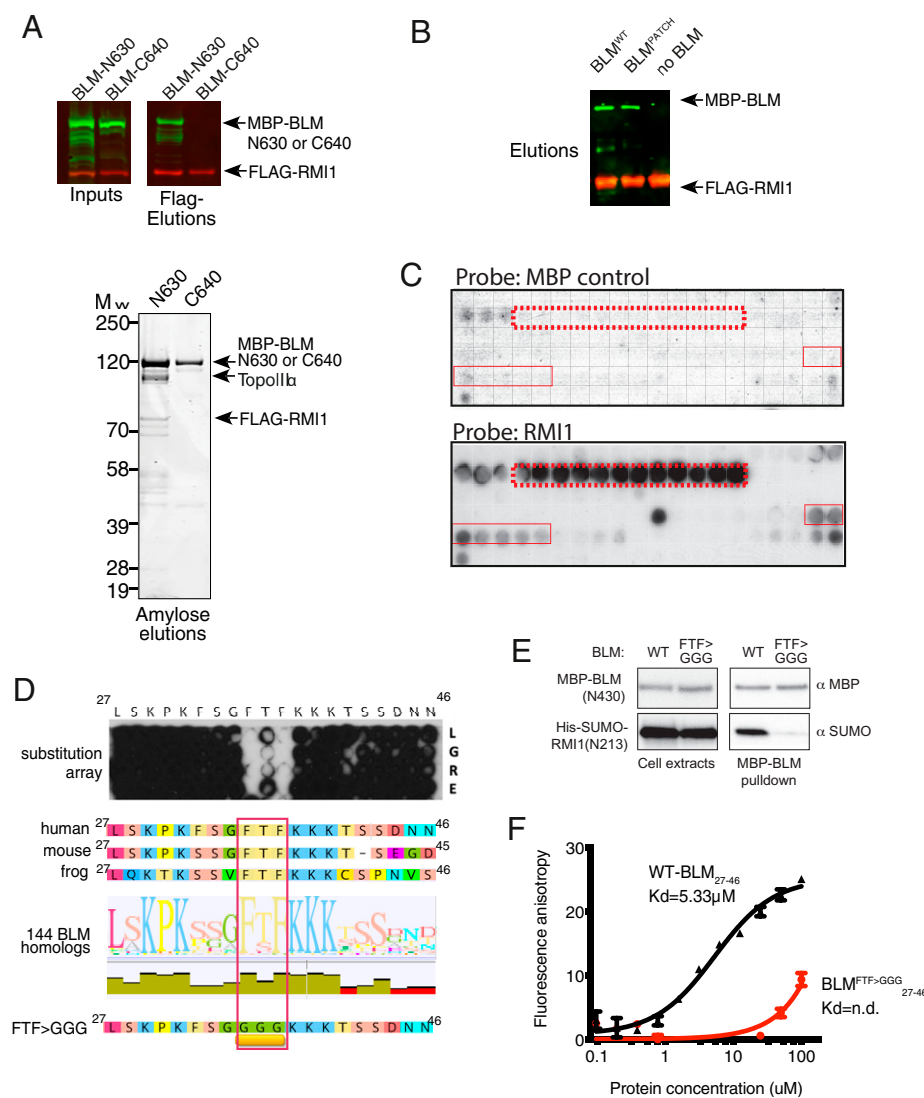 A
BLM-N630
BLM-C640
BLM-N630
BLM-C640
MBP-BLM
N630 or C640
FLAG-RMI1
Inputs
Flag-
Elutions
B
BLM^WT
BLM^PATCH
no BLM
MBP-BLM
Elutions
FLAG-RMI1
Mw
N630
C640
250
120
70
58
39
28
19
MBP-BLM
N630 or C640
TopoIIα
FLAG-RMI1
Amylose
elutions
C
Probe: MBP control
Probe: RMI1
D
27 46
L S K P K F S G F T F K K K T S S D N N
substitution
array
L
G
R
E
human 27 L S K P K F S G F T F K K K T S S D N N 46
mouse L S K P K S S G F T F K K K T - S E G D 45
frog L Q K T K S S V F T F K K K C S P N V S 46
144 BLM
homologs
FTF>GGG 27 L S K P K F S G G G G K K K T S S D N N 46
E
BLM: WT FTF>
GGG
WT FTF>
GGG
MBP-BLM
(N430)
α MBP
His-SUMO-
RMI1(N213)
α SUMO
Cell extracts
MBP-BLM
pulldown
F
Fluorescence anisotropy
30
20
10
0
WT-BLM27-46
Kd=5.33µM
BLM^FTF>GGG 27-46
Kd=n.d.
0.1 1 10 100
Protein concentration (uM)